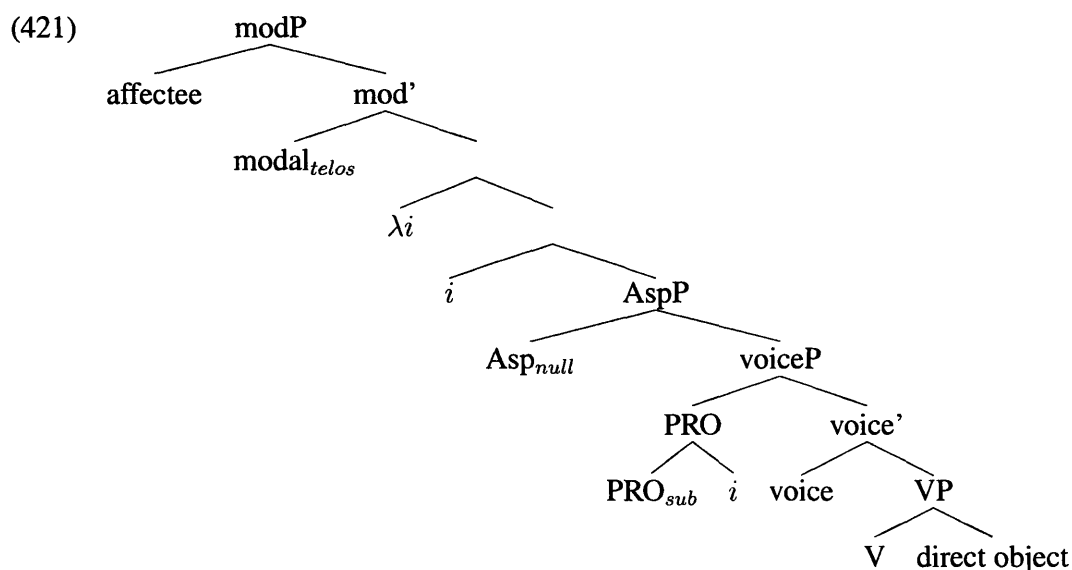 (421) modP
affectee mod’
modal_telos
λi
i AspP
Asp_null voiceP
PRO voice’
PRO_sub i voice VP
V direct object